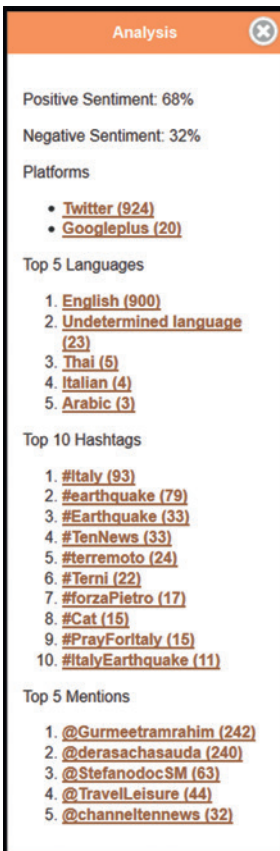 Analysis
Positive Sentiment: 68%
Negative Sentiment: 32%
Platforms
• Twitter (924)
• Googleplus (20)
Top 5 Languages
1. English (900)
2. Undetermined language
(23)
3. Thai (5)
4. Italian (4)
5. Arabic (3)
Top 10 Hashtags
1. #Italy (93)
2. #earthquake (79)
3. #Earthquake (33)
4. #TenNews (33)
5. #terremoto (24)
6. #Terni (22)
7. #forzaPietro (17)
8. #Cat (15)
9. #PrayForItaly (15)
10. #ItalyEarthquake (11)
Top 5 Mentions
1. @Gurmeetramrahim (242)
2. @derasachasauda (240)
3. @StefanodocSM (63)
4. @TravelLeisure (44)
5. @channeltennews (32)